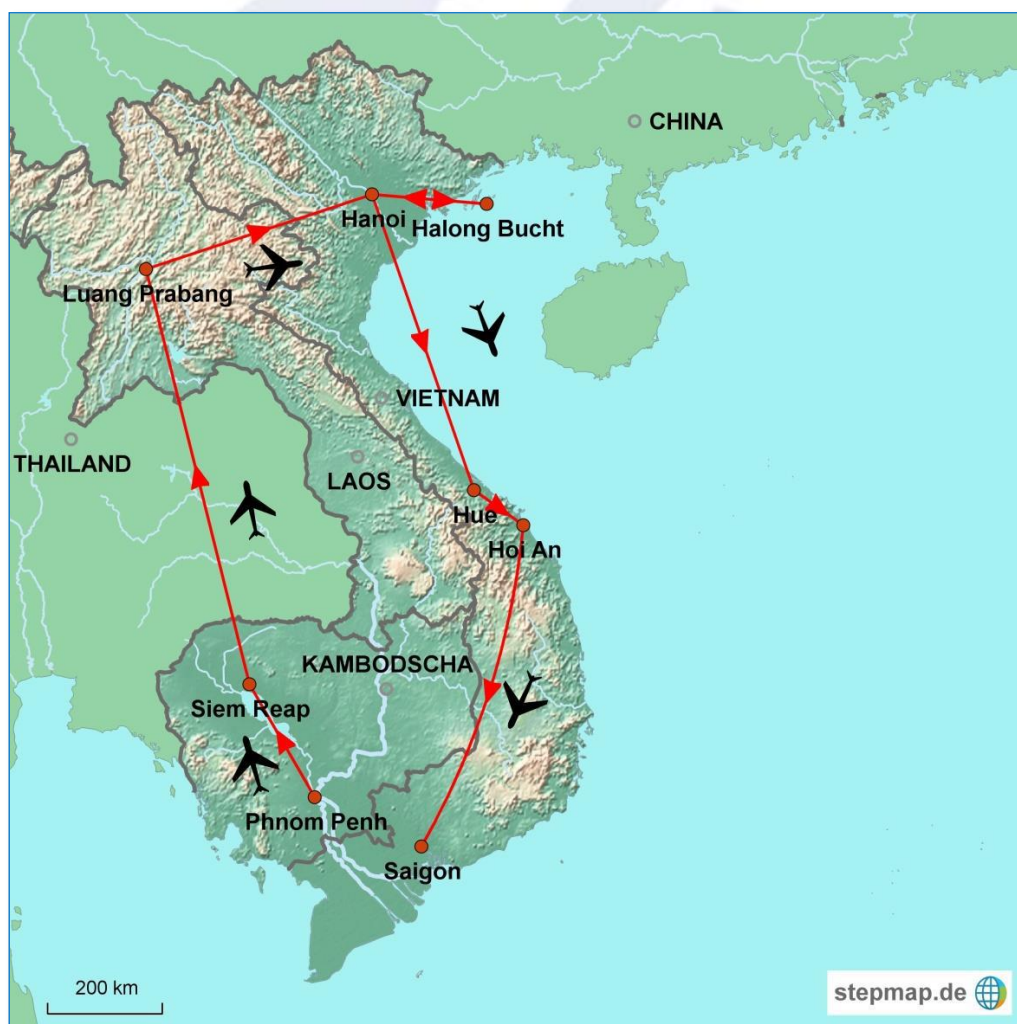 CHINA
Hanoi
Halong Bucht
Luang Prabang
VIETNAM
THAILAND
LAOS
Hue
Hoi An
KAMBODSCHA
Siem Reap
Phnom Penh
Saigon
200 km
stepmap.de